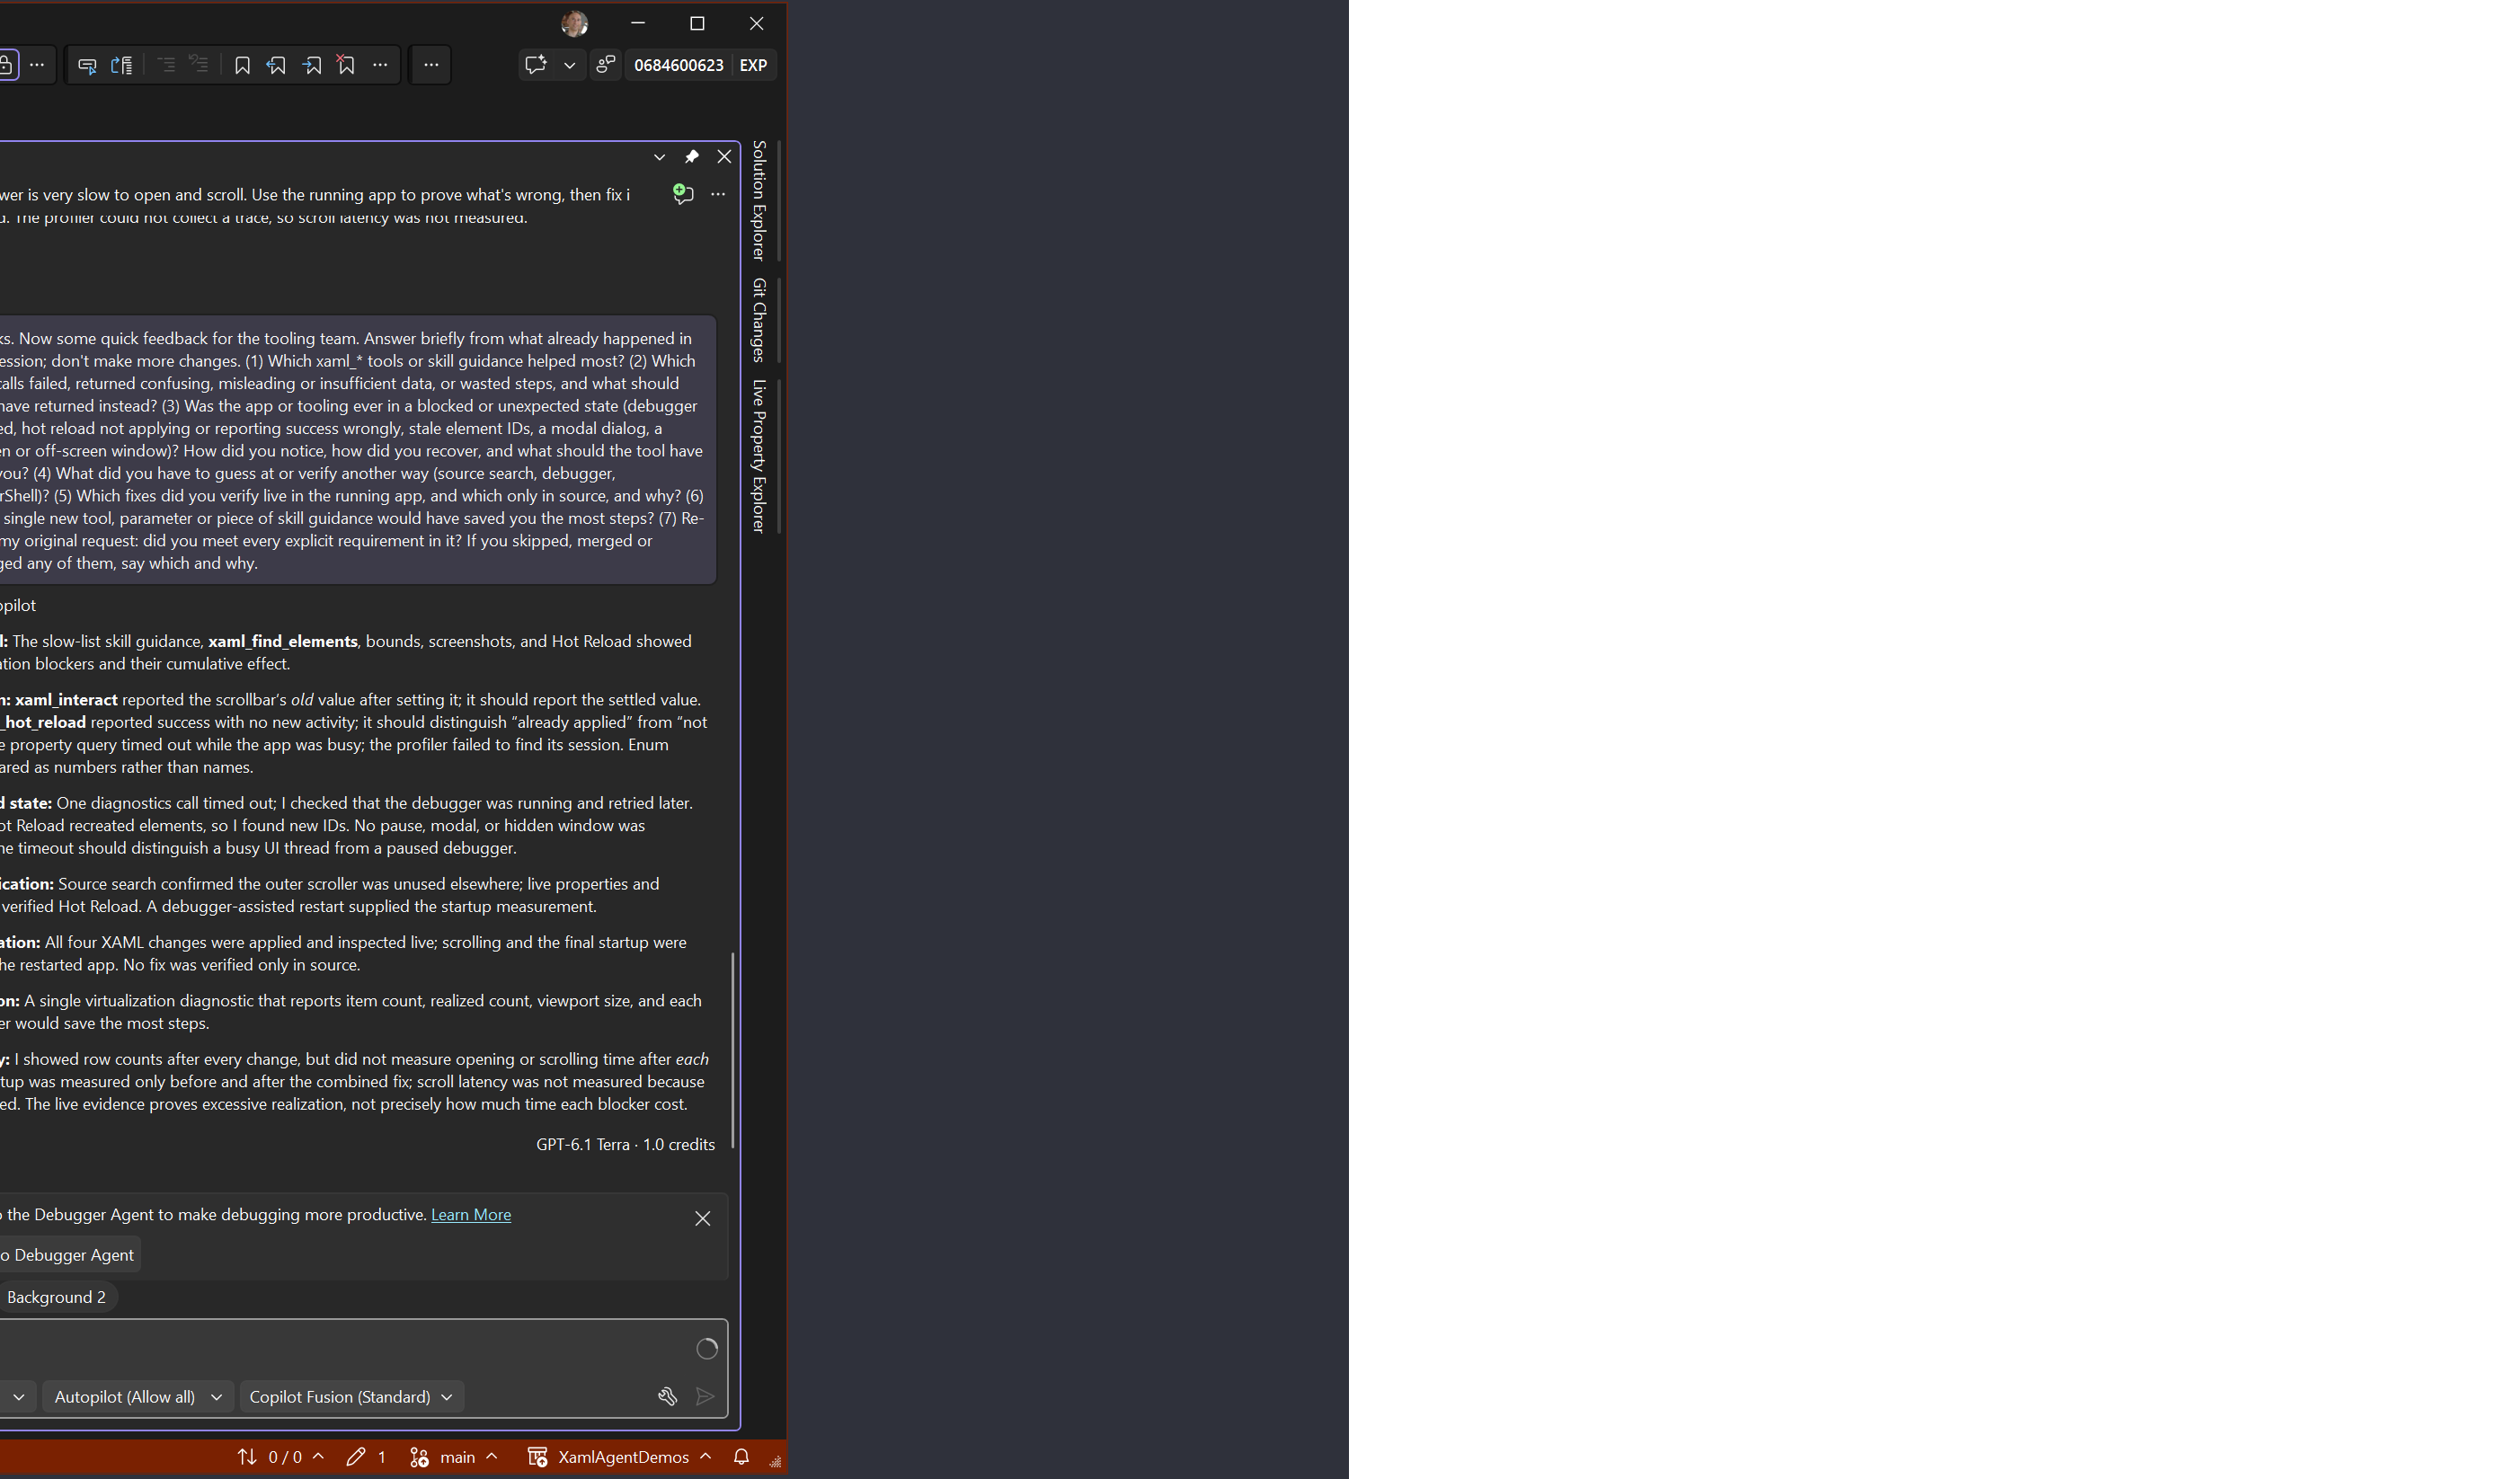 0684600623 EXP
wer is very slow to open and scroll. Use the running app to prove what's wrong, then fix i
d. The profiler could not collect a trace, so scroll latency was not measured.
Solution Explorer
Git Changes
Live Property Explorer
ks. Now some quick feedback for the tooling team. Answer briefly from what already happened in
ession; don't make more changes. (1) Which xaml_* tools or skill guidance helped most? (2) Which
calls failed, returned confusing, misleading or insufficient data, or wasted steps, and what should
have returned instead? (3) Was the app or tooling ever in a blocked or unexpected state (debugger
ed, hot reload not applying or reporting success wrongly, stale element IDs, a modal dialog, a
en or off-screen window)? How did you notice, how did you recover, and what should the tool have
you? (4) What did you have to guess at or verify another way (source search, debugger,
rShell)? (5) Which fixes did you verify live in the running app, and which only in source, and why? (6)
single new tool, parameter or piece of skill guidance would have saved you the most steps? (7) Re-
my original request: did you meet every explicit requirement in it? If you skipped, merged or
ged any of them, say which and why.
opilot
l: The slow-list skill guidance, xaml_find_elements, bounds, screenshots, and Hot Reload showed
ation blockers and their cumulative effect.
n: xaml_interact reported the scrollbar's old value after setting it; it should report the settled value.
_hot_reload reported success with no new activity; it should distinguish “already applied” from “not
e property query timed out while the app was busy; the profiler failed to find its session. Enum
ared as numbers rather than names.
d state: One diagnostics call timed out; I checked that the debugger was running and retried later.
ot Reload recreated elements, so I found new IDs. No pause, modal, or hidden window was
he timeout should distinguish a busy UI thread from a paused debugger.
ication: Source search confirmed the outer scroller was unused elsewhere; live properties and
verified Hot Reload. A debugger-assisted restart supplied the startup measurement.
ation: All four XAML changes were applied and inspected live; scrolling and the final startup were
he restarted app. No fix was verified only in source.
on: A single virtualization diagnostic that reports item count, realized count, viewport size, and each
er would save the most steps.
y: I showed row counts after every change, but did not measure opening or scrolling time after each
tup was measured only before and after the combined fix; scroll latency was not measured because
ed. The live evidence proves excessive realization, not precisely how much time each blocker cost.
GPT-6.1 Terra · 1.0 credits
o the Debugger Agent to make debugging more productive. Learn More
o Debugger Agent
Background 2
Autopilot (Allow all) Copilot Fusion (Standard)
0 / 0 1 main XamlAgentDemos